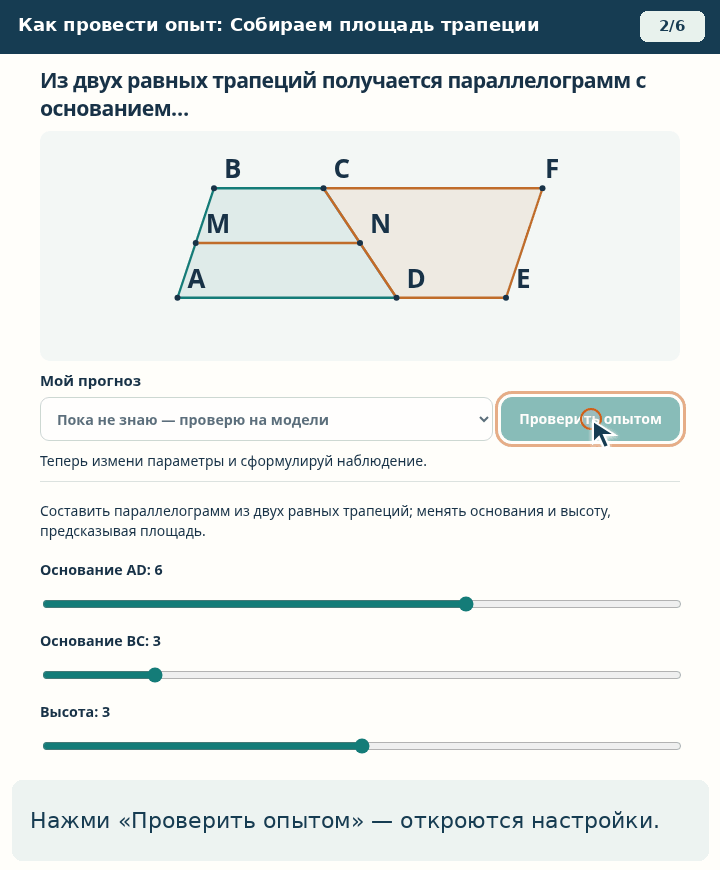 Как провести опыт: Собираем площадь трапеции
2/6
Из двух равных трапеций получается параллелограмм с
основанием...
B
C
F
M
N
A
D
E
Мой прогноз
Пока не знаю — проверю на модели
Проверить опытом
Теперь измени параметры и сформулируй наблюдение.
Составить параллелограмм из двух равных трапеций; менять основания и высоту,
предсказывая площадь.
Основание AD: 6
Основание BC: 3
Высота: 3
Нажми «Проверить опытом» — откроются настройки.